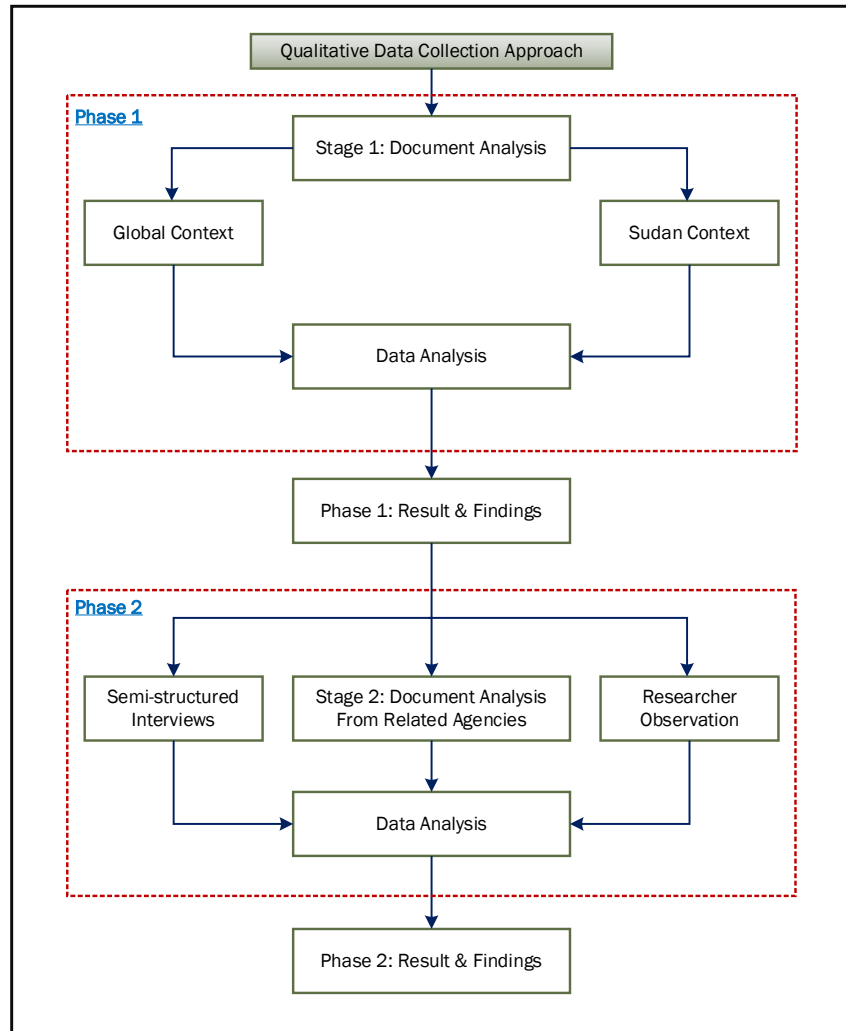 Qualitative Data Collection Approach
Phase 1
Stage 1: Document Analysis
Global Context
Sudan Context
Data Analysis
Phase 1: Result & Findings
Phase 2
Semi-structured
Interviews
Stage 2: Document Analysis
From Related Agencies
Researcher
Observation
Data Analysis
Phase 2: Result & Findings